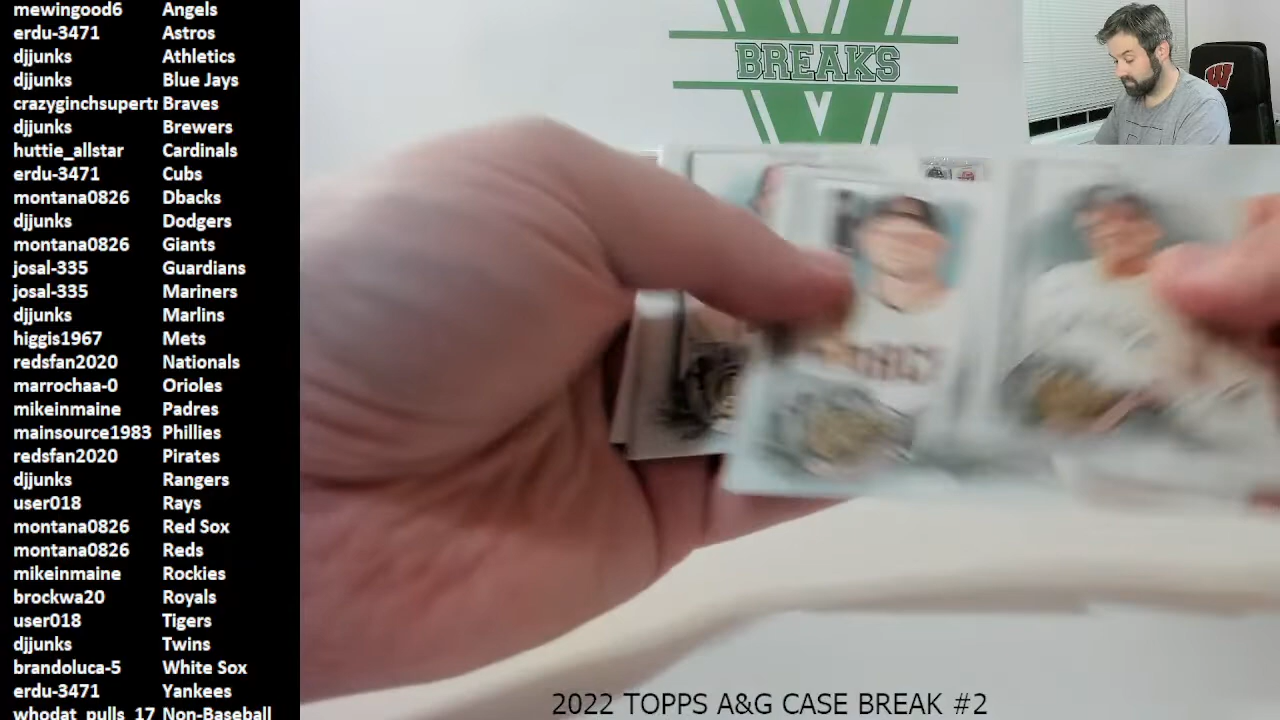 mewingood6 Angels
erdu-3471 Astros
djjunks Athletics
djjunks Blue Jays
crazyginchsupertr Braves
djjunks Brewers
huttie_allstar Cardinals
erdu-3471 Cubs
montana0826 Dbacks
djjunks Dodgers
montana0826 Giants
josal-335 Guardians
josal-335 Mariners
djjunks Marlins
higgis1967 Mets
redsfan2020 Nationals
marrochaa-0 Orioles
mikeinmaine Padres
mainsource1983 Phillies
redsfan2020 Pirates
djjunks Rangers
user018 Rays
montana0826 Red Sox
montana0826 Reds
mikeinmaine Rockies
brockwa20 Royals
user018 Tigers
djjunks Twins
brandoluca-5 White Sox
erdu-3471 Yankees
whodat_pulls_17 Non-Baseball
V
BREAKS
W
2022 TOPPS A&G CASE BREAK #2